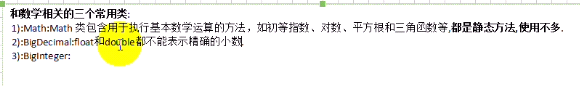 和数学相关的三个常用类:
1):Math:Math 类包含用于执行基本数学运算的方法，如初等指数、对数、平方根和三角函数等,都是静态方法,使用不多.
2):BigDecimal:float和double都不能表示精确的小数
3):BigInteger: